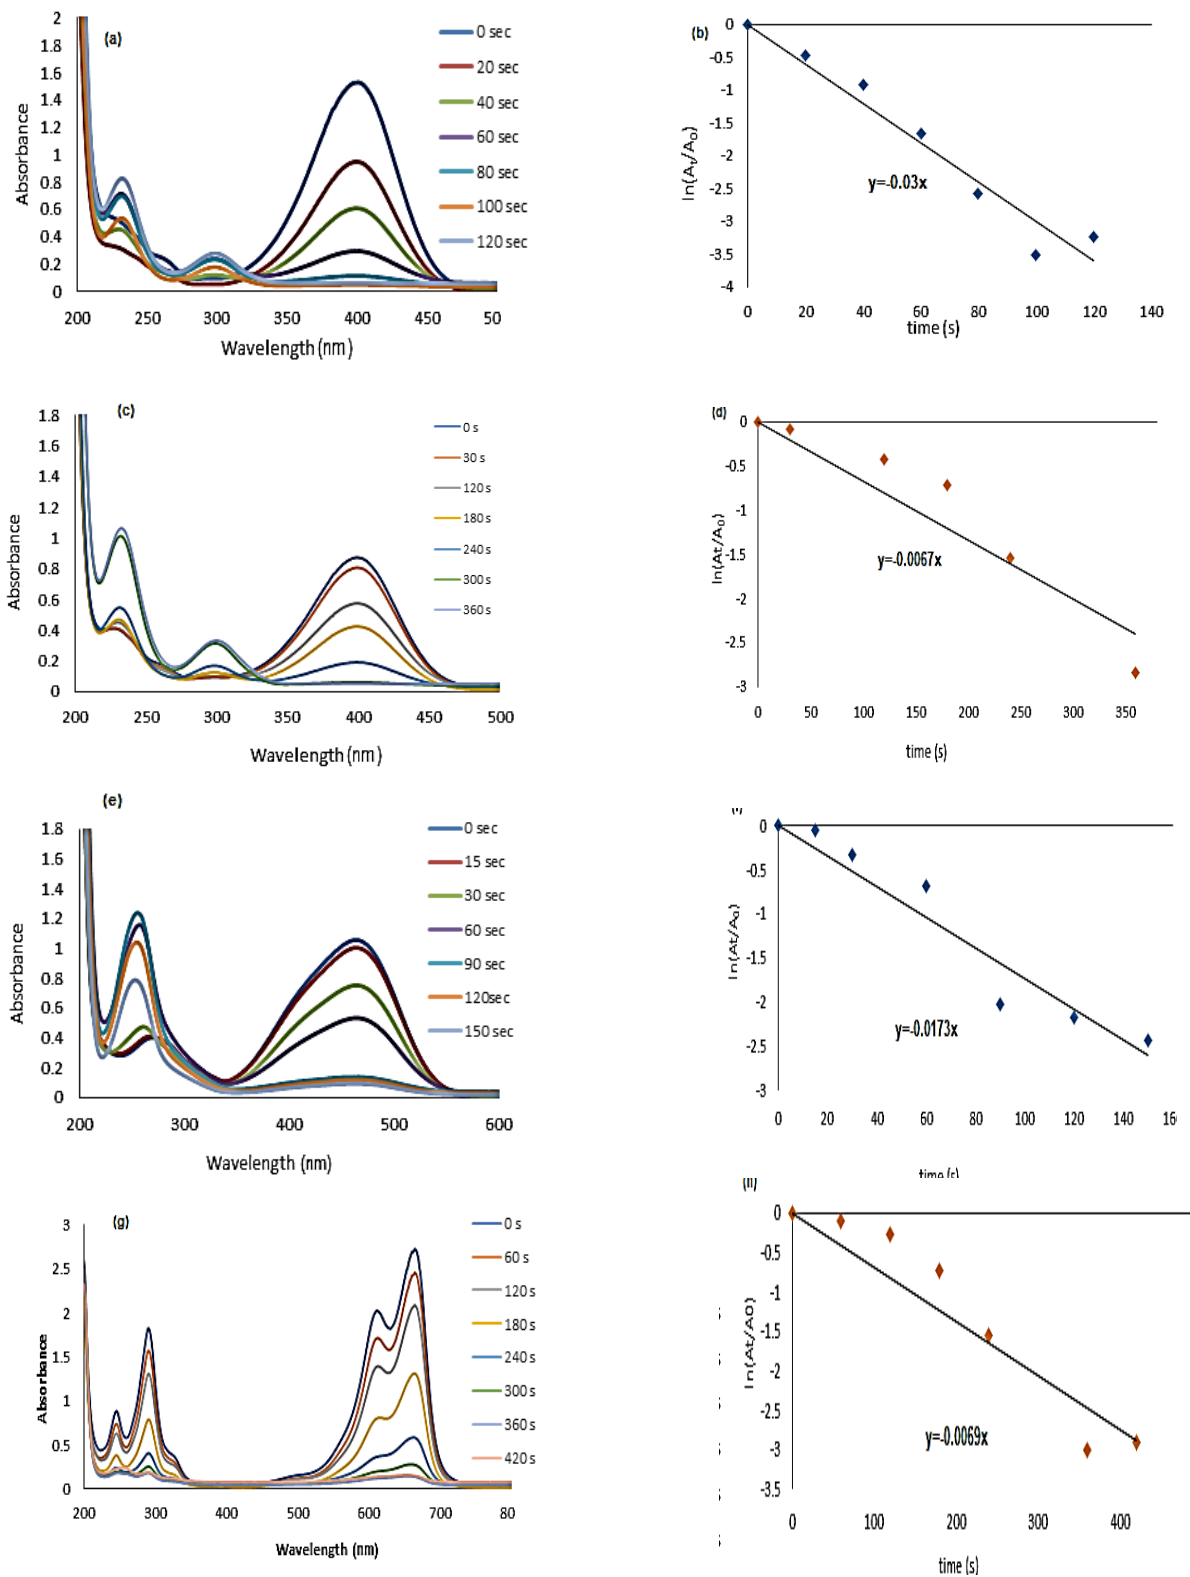 (a)
Absorbance
2
1.8
1.6
1.4
1.2
1
0.8
0.6
0.4
0.2
0
200 250 300 350 400 450 50
Wavelength (nm)
0 sec
20 sec
40 sec
60 sec
80 sec
100 sec
120 sec
(b)
ln(At/A0)
0
-0.5
-1
-1.5
-2
-2.5
-3
-3.5
-4
y=-0.03x
0 20 40 60 80 100 120 140
time (s)
(c)
Absorbance
1.8
1.6
1.4
1.2
1
0.8
0.6
0.4
0.2
0
200 250 300 350 400 450 500
Wavelength (nm)
0 s
30 s
120 s
180 s
240 s
300 s
360 s
(d)
ln(At/A0)
0
-0.5
-1
-1.5
-2
-2.5
-3
y=-0.0067x
0 50 100 150 200 250 300 350
time (s)
(e)
Absorbance
1.8
1.6
1.4
1.2
1
0.8
0.6
0.4
0.2
0
200 300 400 500 600
Wavelength (nm)
0 sec
15 sec
30 sec
60 sec
90 sec
120sec
150 sec
ln(At/A0)
0
-0.5
-1
-1.5
-2
-2.5
-3
y=-0.0173x
0 20 40 60 80 100 120 140 16
time (s)
(g)
Absorbance
3
2.5
2
1.5
1
0.5
0
200 300 400 500 600 700 80
Wavelength (nm)
0 s
60 s
120 s
180 s
240 s
300 s
360 s
420 s
ln(At/A0)
0
-0.5
-1
-1.5
-2
-2.5
-3
-3.5
y=-0.0069x
0 100 200 300 400
time (s)